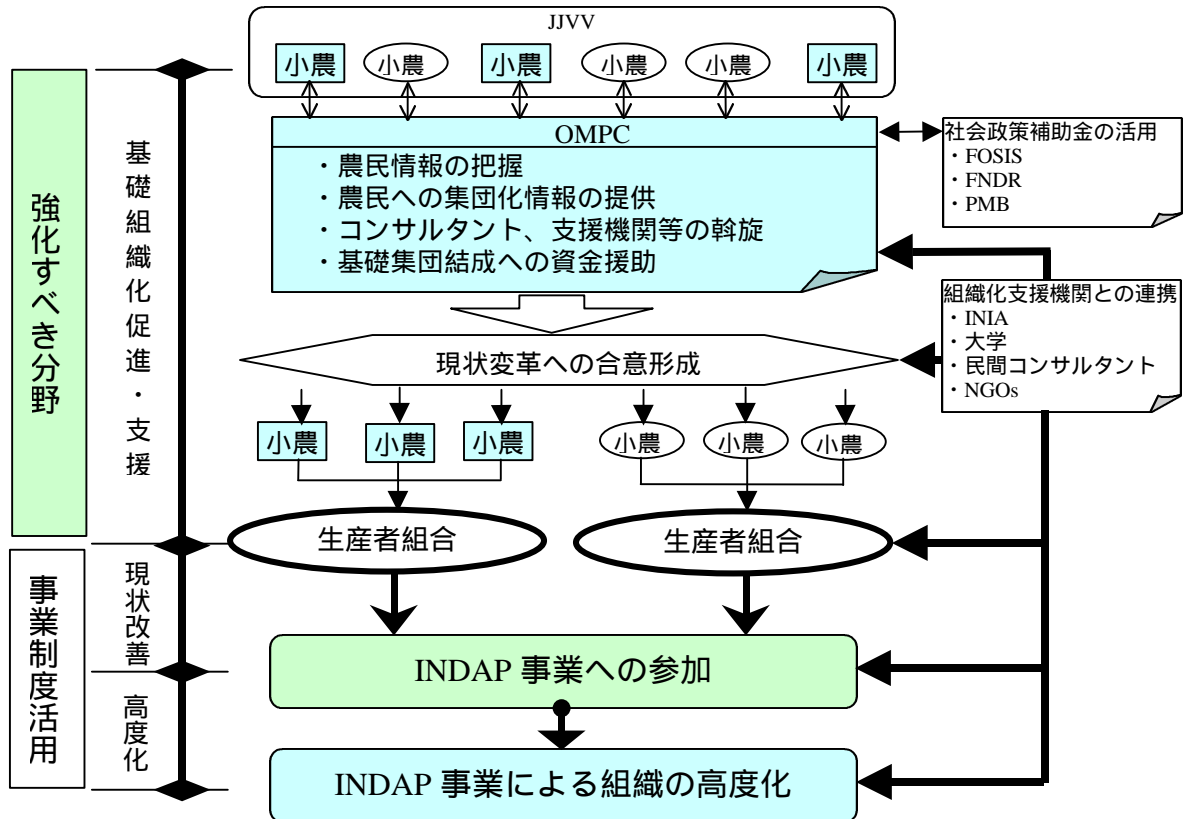 JJVV
小農 小農 小農 小農 小農 小農
OMPC
・農民情報の把握
・農民への集団化情報の提供
・コンサルタント、支援機関等の斡旋
・基礎集団結成への資金援助
社会政策補助金の活用
・FOSIS
・FNDR
・PMB
組織化支援機関との連携
・INIA
・大学
・民間コンサルタント
・NGOs
強化すべき分野
基礎組織化促進・支援
現状変革への合意形成
小農 小農 小農 小農 小農 小農
生産者組合 生産者組合
事業制度活用
現状改善
高度化
INDAP 事業への参加
INDAP 事業による組織の高度化